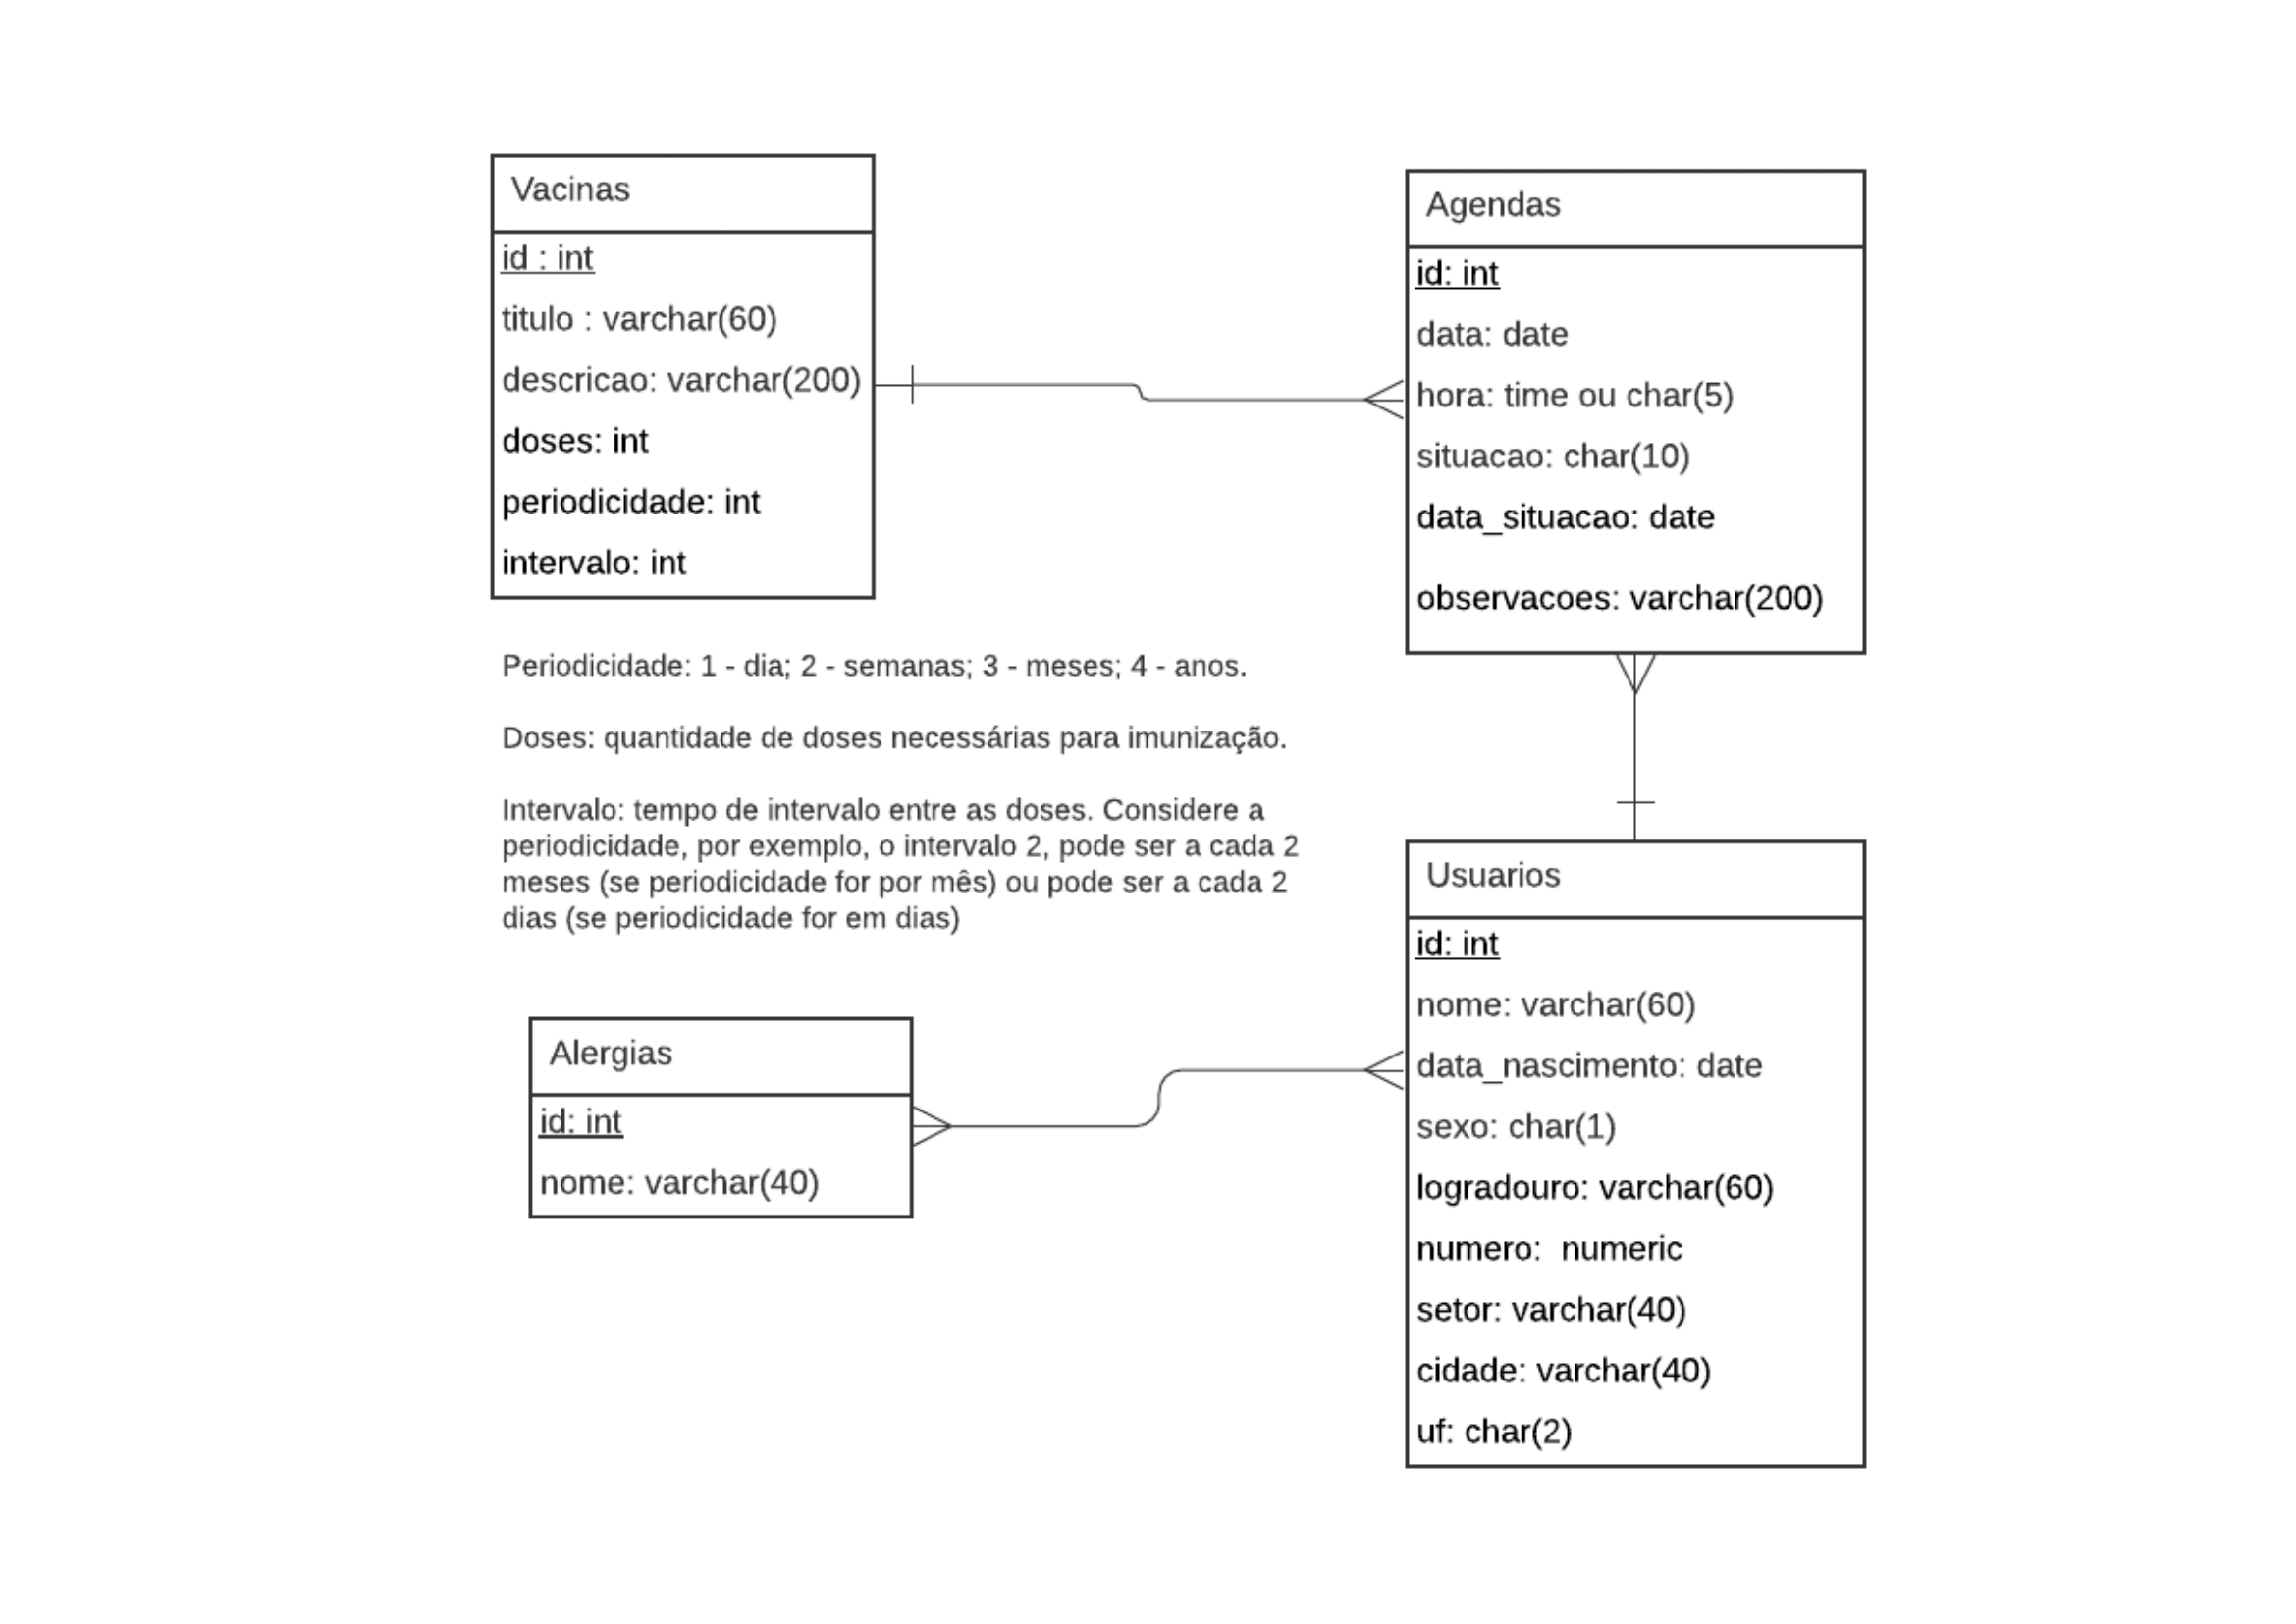 Vacinas
id : int
titulo : varchar(60)
descricao: varchar(200)
doses: int
periodicidade: int
intervalo: int
Agendas
id: int
data: date
hora: time ou char(5)
situacao: char(10)
data_situacao: date
observacoes: varchar(200)
Periodicidade: 1 - dia; 2 - semanas; 3 - meses; 4 - anos.
Doses: quantidade de doses necessárias para imunização.
Intervalo: tempo de intervalo entre as doses. Considere a
periodicidade, por exemplo, o intervalo 2, pode ser a cada 2
meses (se periodicidade for por mês) ou pode ser a cada 2
dias (se periodicidade for em dias)
Alergias
id: int
nome: varchar(40)
Usuarios
id: int
nome: varchar(60)
data_nascimento: date
sexo: char(1)
logradouro: varchar(60)
numero:  numeric
setor: varchar(40)
cidade: varchar(40)
uf: char(2)